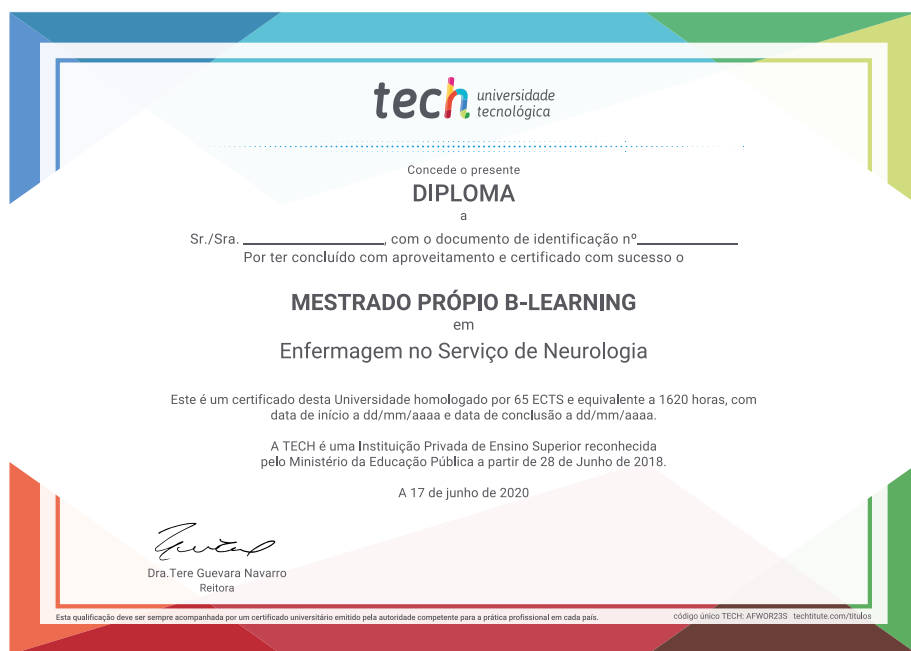 tech universidade
tecnológica
Concede o presente
DIPLOMA
a
Sr./Sra. ________________, com o documento de identificação nº____________
Por ter concluído com aproveitamento e certificado com sucesso o
MESTRADO PRÓPIO B-LEARNING
em
Enfermagem no Serviço de Neurologia
Este é um certificado desta Universidade homologado por 65 ECTS e equivalente a 1620 horas, com
data de início a dd/mm/aaaa e data de conclusão a dd/mm/aaaa.
A TECH é uma Instituição Privada de Ensino Superior reconhecida
pelo Ministério da Educação Pública a partir de 28 de Junho de 2018.
A 17 de junho de 2020
Dra.Tere Guevara Navarro
Reitora
Esta qualificação deve ser sempre acompanhada por um certificado universitário emitido pela autoridade competente para a prática profissional em cada país. código único TECH: AFWOR23S techtitute.com/titulos